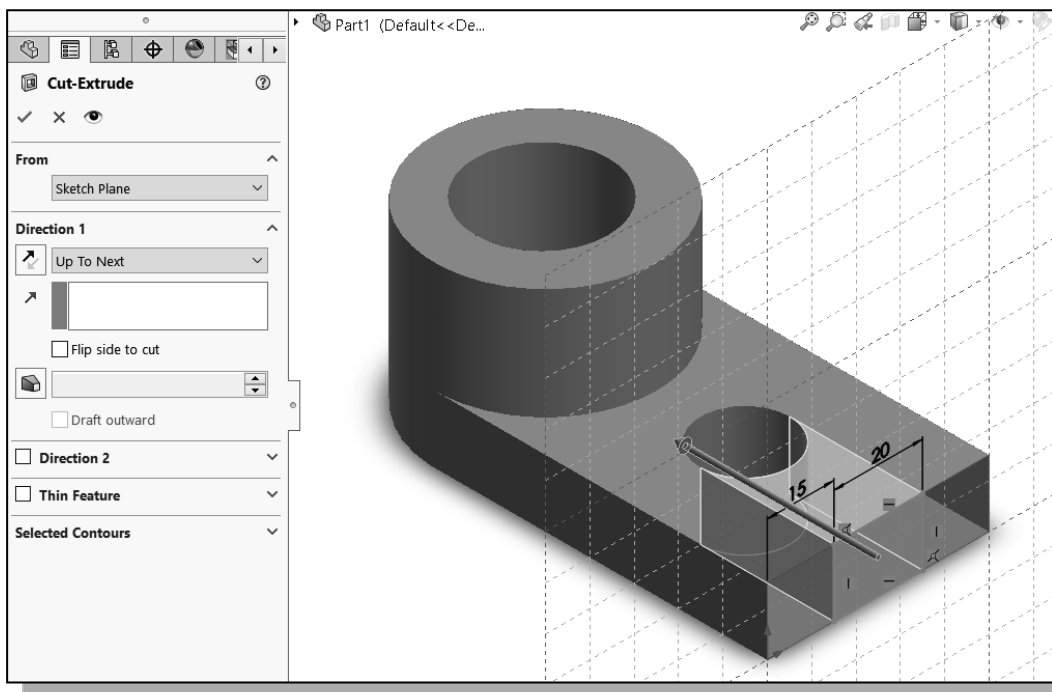 Part1 (Default<<De...
Cut-Extrude
From
Sketch Plane
Direction 1
Up To Next
Flip side to cut
Draft outward
Direction 2
Thin Feature
Selected Contours
20
15